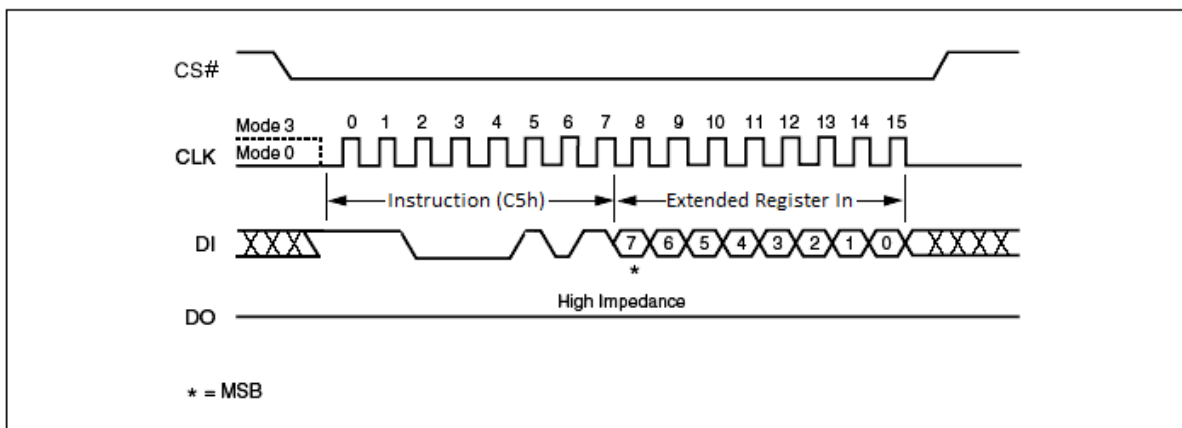 CS#
0 1 2 3 4 5 6 7 8 9 10 11 12 13 14 15
Mode 3
Mode 0
CLK
Instruction (C5h) Extended Register In
DI 7 6 5 4 3 2 1 0
*
High Impedance
DO
* = MSB